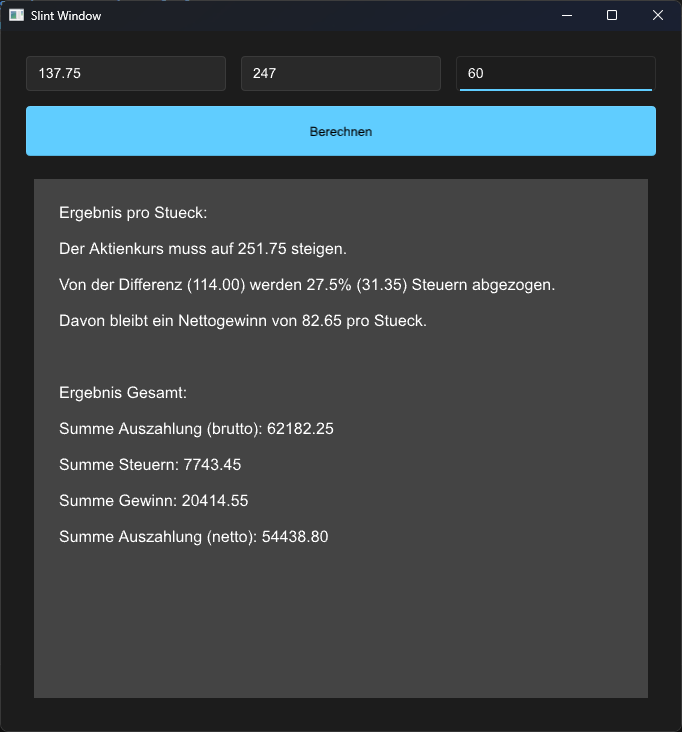 Slint Window
137.75
247
60
Berechnen
Ergebnis pro Stueck:
Der Aktienkurs muss auf 251.75 steigen.
Von der Differenz (114.00) werden 27.5% (31.35) Steuern abgezogen.
Davon bleibt ein Nettogewinn von 82.65 pro Stueck.
Ergebnis Gesamt:
Summe Auszahlung (brutto): 62182.25
Summe Steuern: 7743.45
Summe Gewinn: 20414.55
Summe Auszahlung (netto): 54438.80